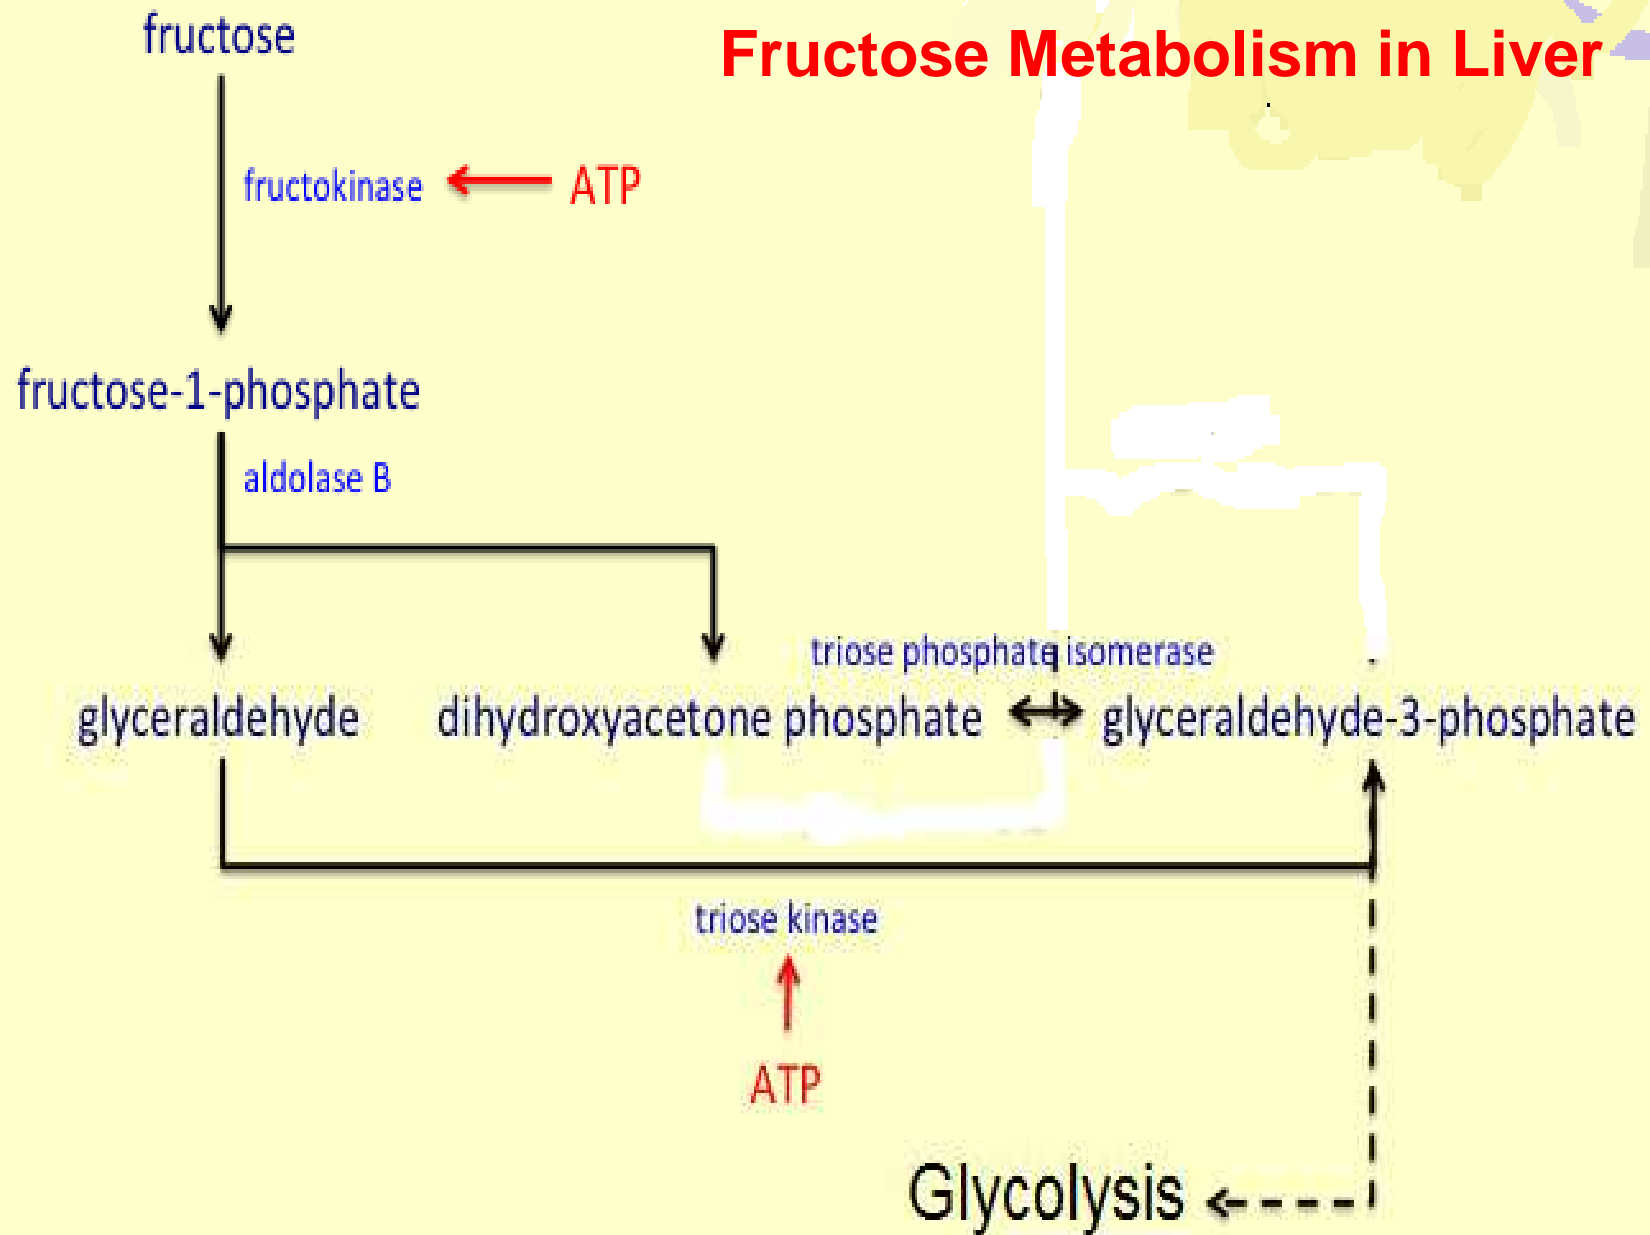 fructose
Fructose Metabolism in Liver
fructokinase
ATP
fructose-1-phosphate
aldolase B
triose phosphate isomerase
glyceraldehyde
dihydroxyacetone phosphate
glyceraldehyde-3-phosphate
triose kinase
ATP
Glycolysis